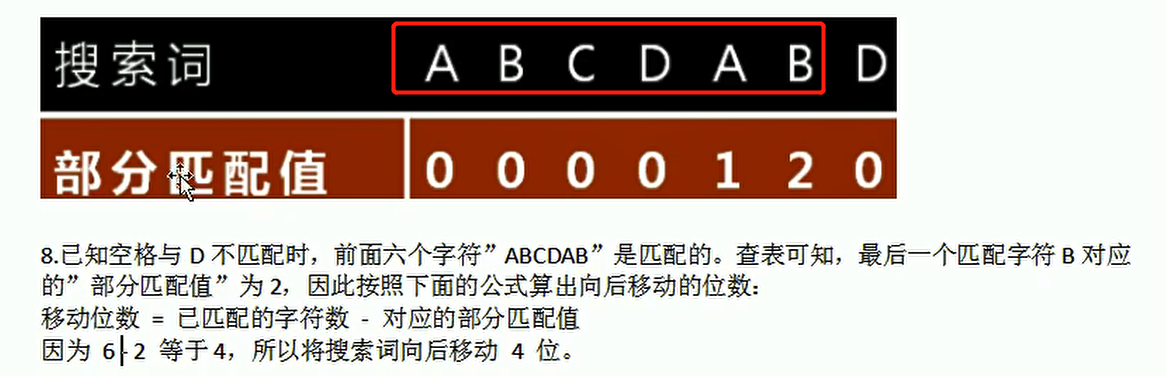 搜索词 A B C D A B D
部分匹配值 0 0 0 0 1 2 0
8.已知空格与 D 不匹配时，前面六个字符”ABCDAB”是匹配的。查表可知，最后一个匹配字符 B 对应
的”部分匹配值”为 2，因此按照下面的公式算出向后移动的位数：
移动位数 = 已匹配的字符数 - 对应的部分匹配值
因为 6 - 2 等于4，所以将搜索词向后移动 4 位。